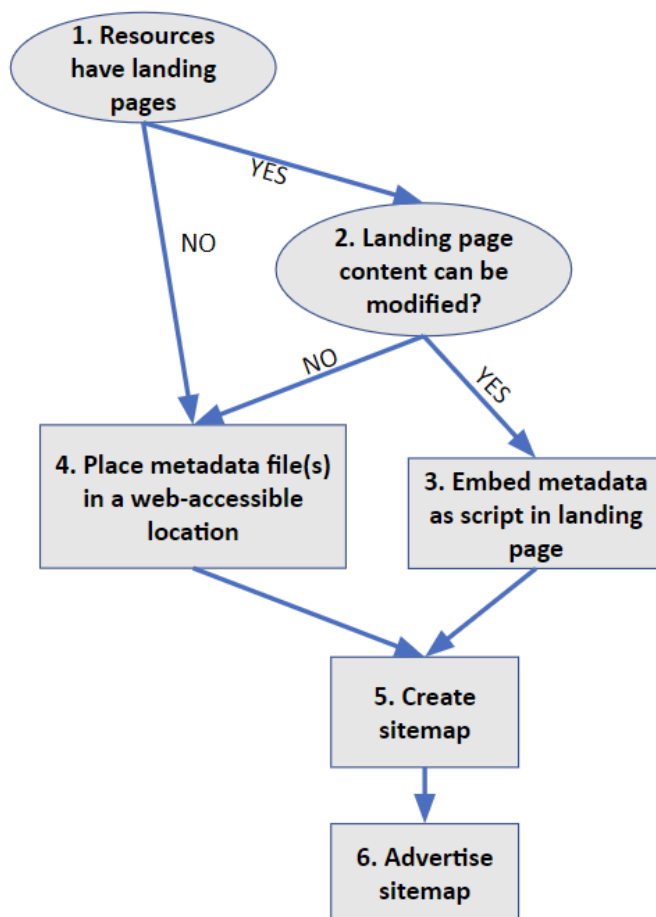 1. Resources
have landing
pages
YES
NO
2. Landing page
content can be
modified?
NO
YES
4. Place metadata file(s)
in a web-accessible
location
3. Embed metadata
as script in landing
page
5. Create
sitemap
6. Advertise
sitemap